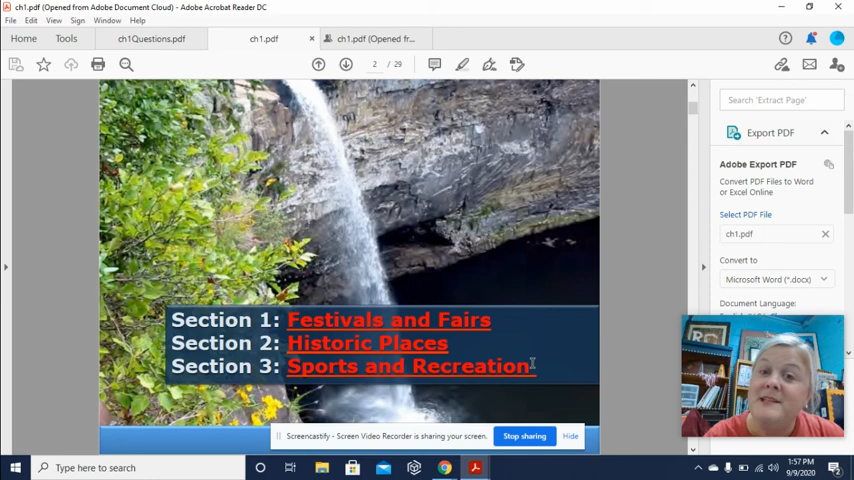 ch1.pdf (Opened from Adobe Document Cloud) - Adobe Acrobat Reader DC
File Edit View Sign Window Help
Home Tools ch1Questions.pdf ch1.pdf × ch1.pdf (Opened fr...
2 / 29
Search 'Extract Page'
Export PDF
Adobe Export PDF
Convert PDF Files to Word
or Excel Online
Select PDF File
ch1.pdf
Convert to
Microsoft Word (*.docx)
Document Language:
Section 1: Festivals and Fairs
Section 2: Historic Places
Section 3: Sports and Recreation
Screencastify - Screen Video Recorder is sharing your screen. Stop sharing Hide
Type here to search
1:57 PM
9/9/2020
2